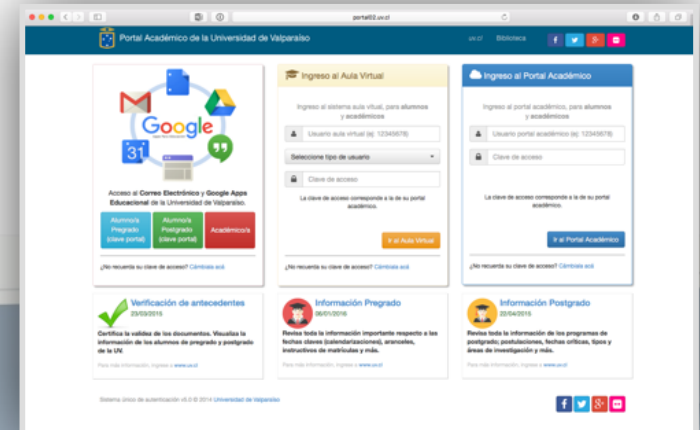 portal02.uv.cl
Portal Académico de la Universidad de Valparaíso
uv.cl Biblioteca
Google
31
Acceso al Correo Electrónico y Google Apps
Educacional de la Universidad de Valparaíso.
Alumno/a
Pregrado
(clave portal)
Alumno/a
Postgrado
(clave portal)
Académico/a
¿No recuerda su clave de acceso? Cámbiela acá
Ingreso al Aula Virtual
Ingreso al sistema aula vitual, para alumnos
y académicos
Usuario aula virtual (ej: 12345678)
Seleccione tipo de usuario
Clave de acceso
La clave de acceso corresponde a la de su portal
académico.
Ir al Aula Virtual
¿No recuerda su clave de acceso? Cámbiela acá
Ingreso al Portal Académico
Ingreso al portal académico, para alumnos
y académicos
Usuario portal académico (ej: 12345678)
Clave de acceso
La clave de acceso corresponde a la de su portal
académico.
Ir al Portal Académico
¿No recuerda su clave de acceso? Cámbiela acá
Verificación de antecedentes
23/03/2015
Certifica la validez de los documentos. Visualiza la
información de los alumnos de pregrado y postgrado
de la UV.
Para más información, ingrese a www.uv.cl
Información Pregrado
06/01/2016
Revisa toda la información importante respecto a las
fechas claves (calendarizaciones), aranceles,
instructivos de matrículas y más.
Para más información, ingrese a www.uv.cl
Información Postgrado
22/04/2015
Revisa toda la información de los programas de
postgrado; postulaciones, fechas críticas, tipos y
áreas de investigación y más.
Para más información, ingrese a www.uv.cl
Sistema único de autenticación v5.0 © 2014 Universidad de Valparaíso